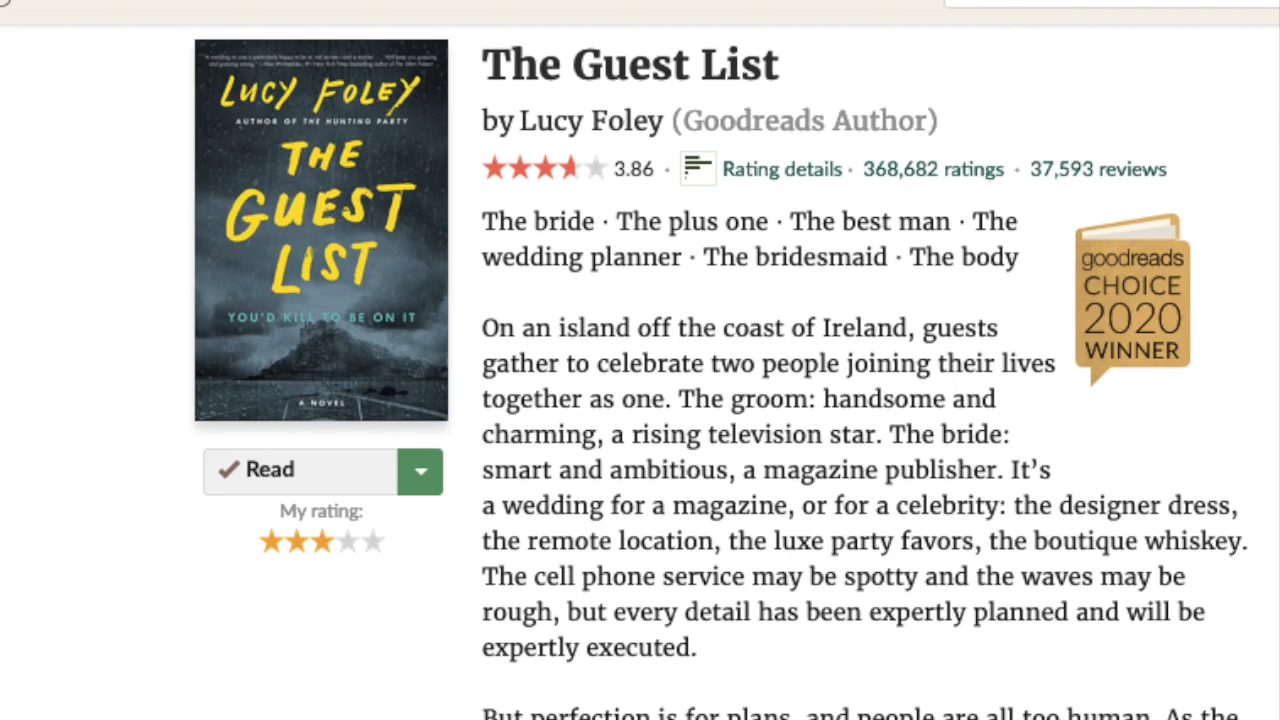 LUCY FOLEY
AUTHOR OF THE HUNTING PARTY
THE
GUEST
LIST
YOU'D KILL TO BE ON IT
A NOVEL
Read
My rating:
The Guest List
by Lucy Foley (Goodreads Author)
3.86 · Rating details · 368,682 ratings · 37,593 reviews
The bride · The plus one · The best man · The
wedding planner · The bridesmaid · The body
goodreads
CHOICE
2020
WINNER
On an island off the coast of Ireland, guests
gather to celebrate two people joining their lives
together as one. The groom: handsome and
charming, a rising television star. The bride:
smart and ambitious, a magazine publisher. It’s
a wedding for a magazine, or for a celebrity: the designer dress,
the remote location, the luxe party favors, the boutique whiskey.
The cell phone service may be spotty and the waves may be
rough, but every detail has been expertly planned and will be
expertly executed.
But perfection is for plans, and people are all too human. As the